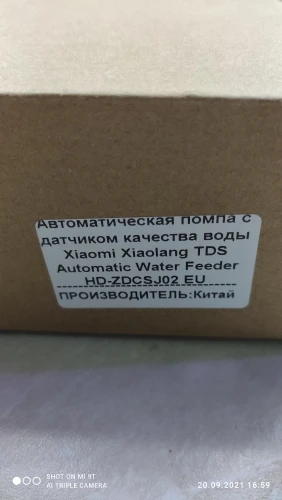 Автоматическая помпа с
датчиком качества воды
Xiaomi Xiaolang TDS
Automatic Water Feeder
HD-ZDCSJ02 EU
ПРОИЗВОДИТЕЛЬ:Китай
SHOT ON MI 9T
AI TRIPLE CAMERA
20.09.2021 16:59